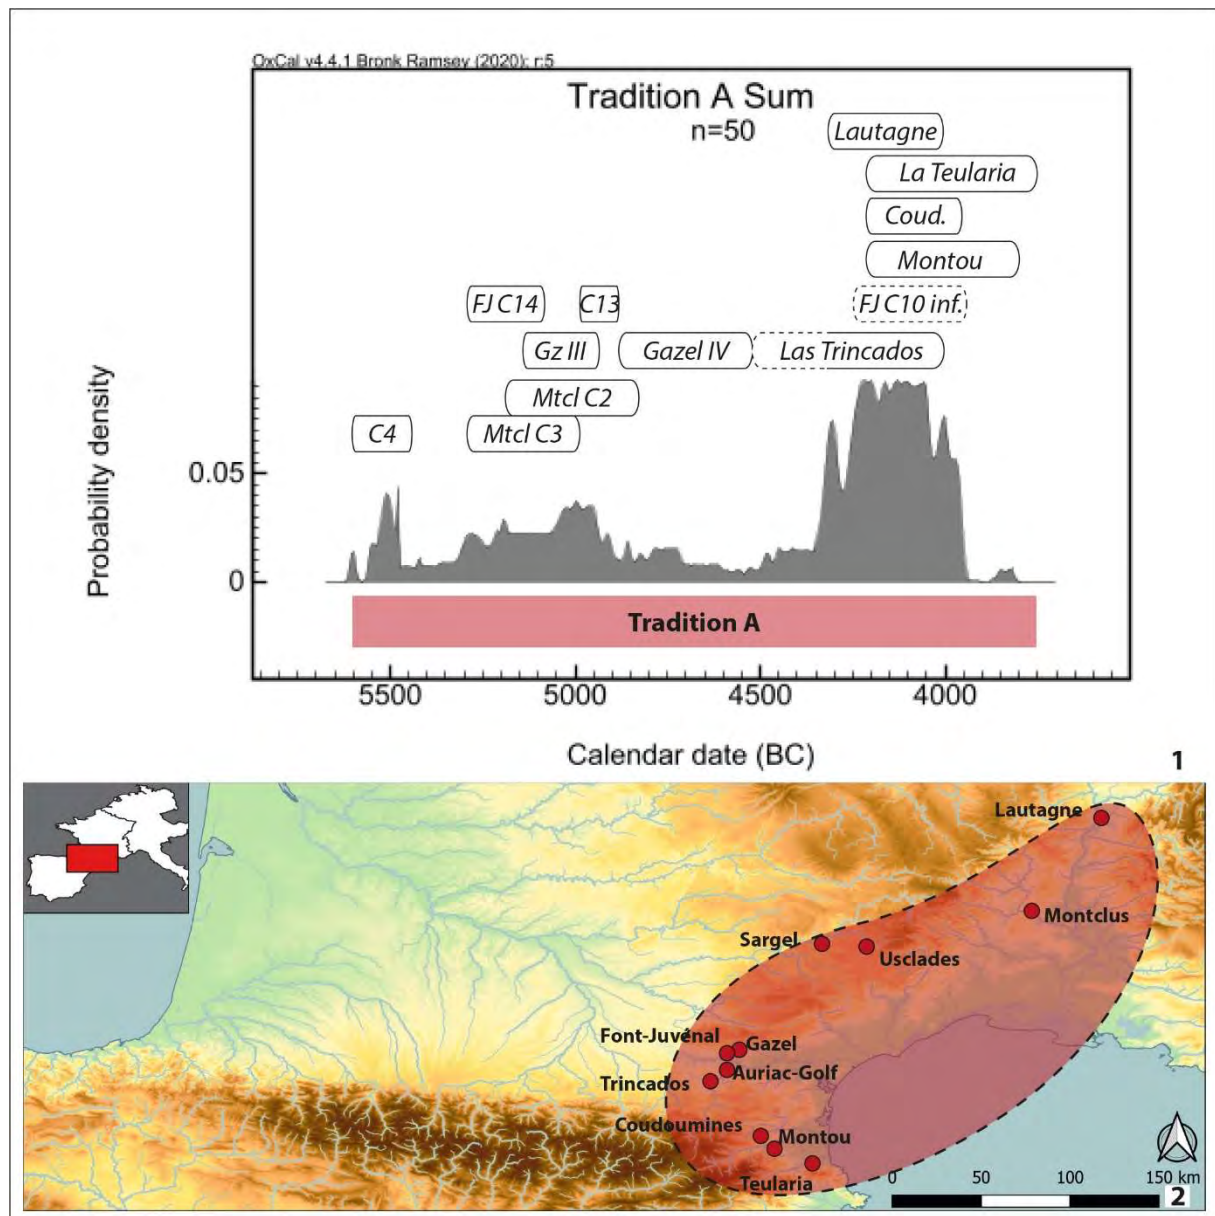 OxCal v4.4.1 Bronk Ramsey (2020); r:5
Tradition A Sum
n=50
Lautagne
La Teularia
Coud.
Montou
FJ C14
C13
FJ C10 inf.
Gz III
Gazel IV
Las Trincados
Mtcl C2
C4
Mtcl C3
Probability density
0.05
0
Tradition A
5500 5000 4500 4000
Calendar date (BC)
1
Lautagne
Montclus
Sargel
Usclades
Font-Juvénal
Gazel
Auriac-Golf
Trincados
Coudoumines
Montou
Teularia
0 50 100 150 km
2